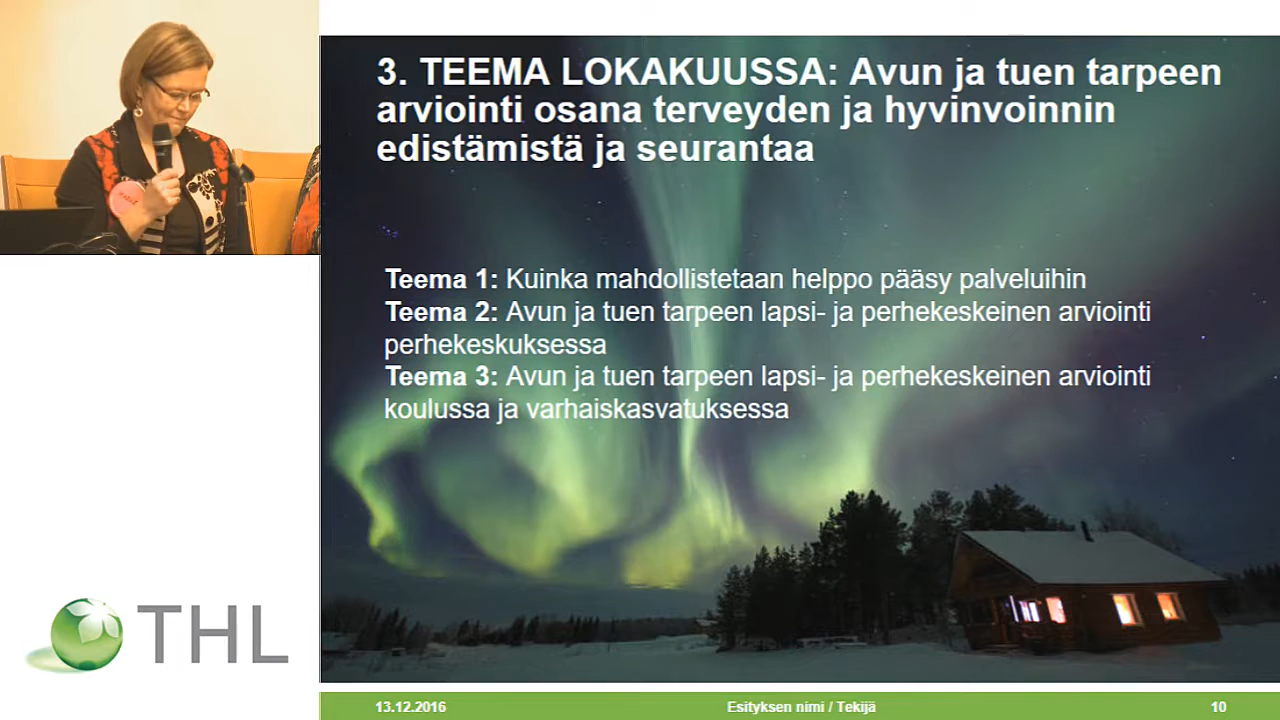 3. TEEMA LOKAKUUSSA: Avun ja tuen tarpeen
arviointi osana terveyden ja hyvinvoinnin
edistämistä ja seurantaa
Teema 1: Kuinka mahdollistetaan helppo pääsy palveluihin
Teema 2: Avun ja tuen tarpeen lapsi- ja perhekeskeinen arviointi
perhekeskuksessa
Teema 3: Avun ja tuen tarpeen lapsi- ja perhekeskeinen arviointi
koulussa ja varhaiskasvatuksessa
THL
13.12.2016 Esityksen nimi / Tekijä 10